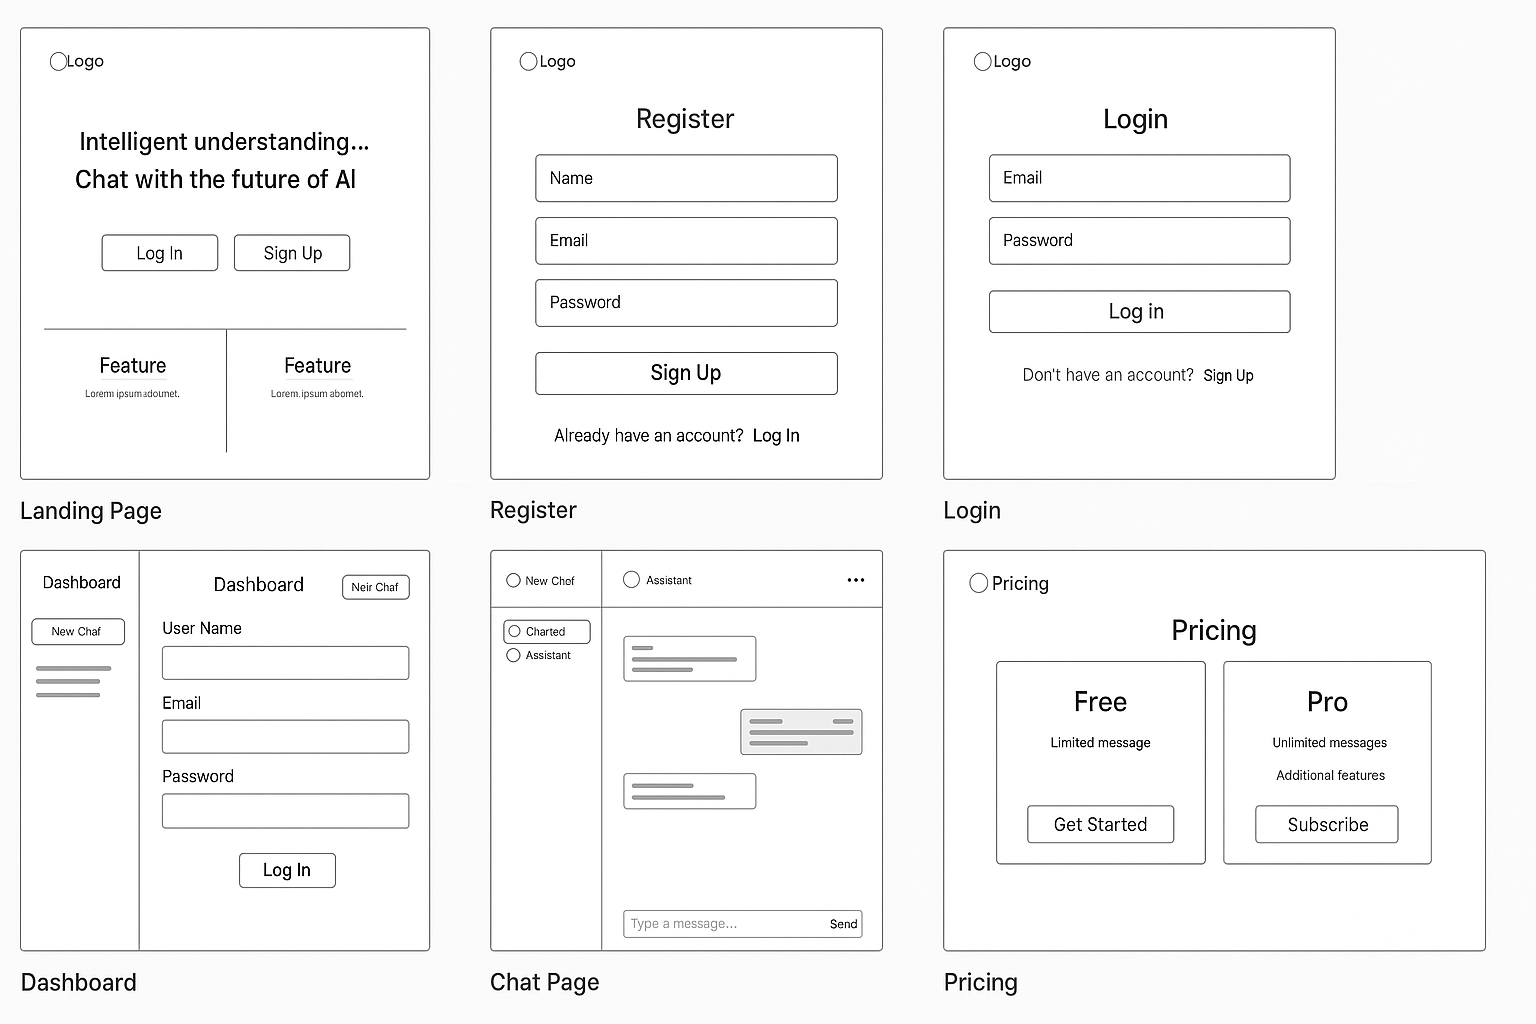 Logo
Intelligent understanding...
Chat with the future of AI
Log In
Sign Up
Feature
Lorem ipsum adoumet.
Feature
Lorem.ipsum abomet.
Landing Page
Logo
Register
Name
Email
Password
Sign Up
Already have an account? Log In
Register
Logo
Login
Email
Password
Log in
Don't have an account? Sign Up
Login
Dashboard
New Chaf
Dashboard
Neir Chaf
User Name
Email
Password
Log In
Dashboard
New Chef
Charted
Assistant
Assistant
Type a message...
Send
Chat Page
Pricing
Pricing
Free
Limited message
Get Started
Pro
Unlimited messages
Additional features
Subscribe
Pricing